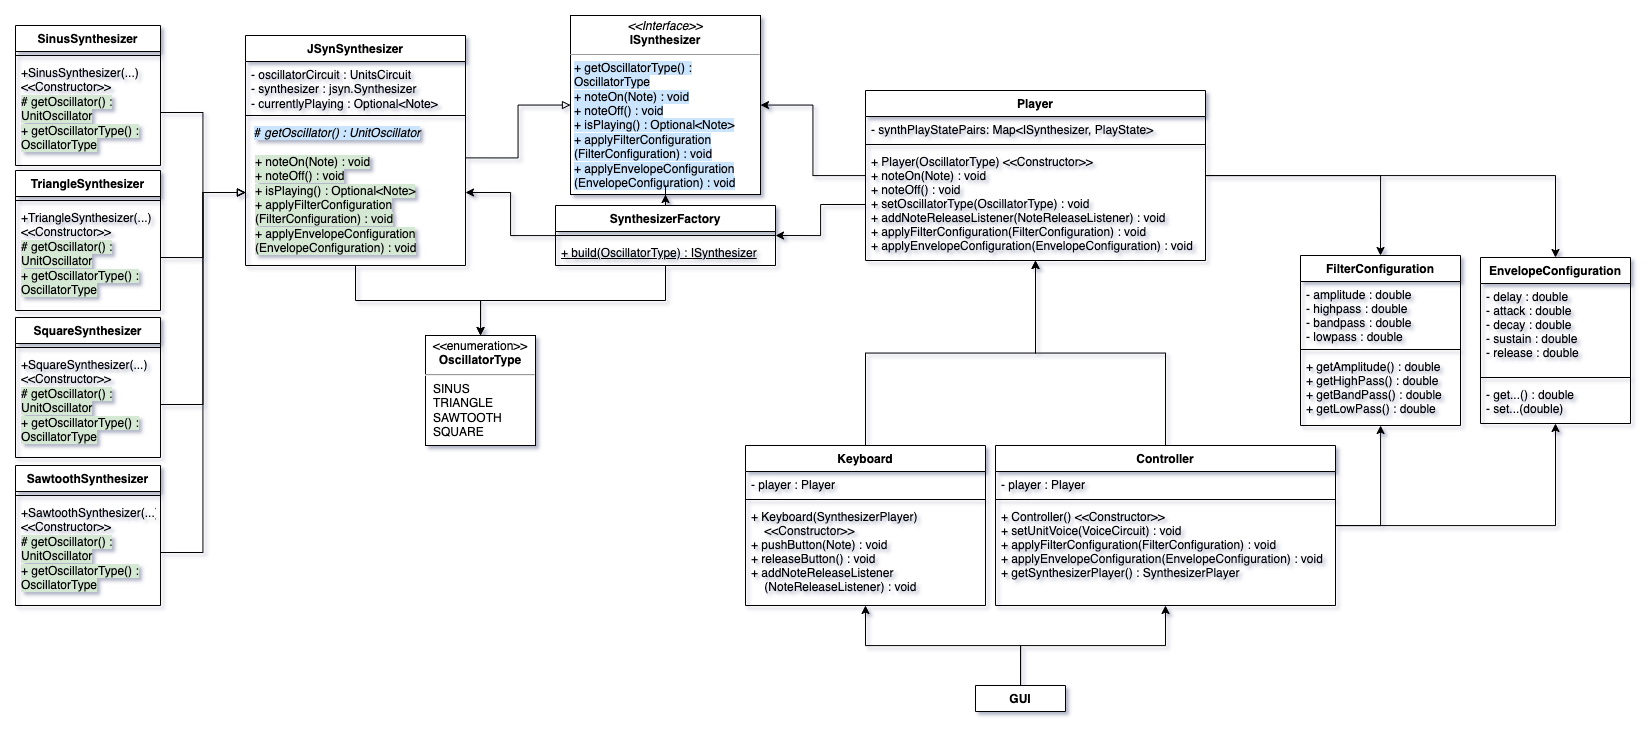 SinusSynthesizer
+SinusSynthesizer(...)
<<Constructor>>
# getOscillator() :
UnitOscillator
+ getOscillatorType() :
OscillatorType
TriangleSynthesizer
+TriangleSynthesizer(...)
<<Constructor>>
# getOscillator() :
UnitOscillator
+ getOscillatorType() :
OscillatorType
SquareSynthesizer
+SquareSynthesizer(...)
<<Constructor>>
# getOscillator() :
UnitOscillator
+ getOscillatorType() :
OscillatorType
SawtoothSynthesizer
+SawtoothSynthesizer(...
<<Constructor>>
# getOscillator() :
UnitOscillator
+ getOscillatorType() :
OscillatorType
JSynSynthesizer
- oscillatorCircuit : UnitsCircuit
- synthesizer : jsyn.Synthesizer
- currentlyPlaying : Optional<Note>
# getOscillator() : UnitOscillator
+ noteOn(Note) : void
+ noteOff() : void
+ isPlaying() : Optional<Note>
+ applyFilterConfiguration
(FilterConfiguration) : void
+ applyEnvelopeConfiguration
(EnvelopeConfiguration) : void
<<Interface>>
ISynthesizer
+ getOscillatorType() :
OscillatorType
+ noteOn(Note) : void
+ noteOff() : void
+ isPlaying() : Optional<Note>
+ applyFilterConfiguration
(FilterConfiguration) : void
+ applyEnvelopeConfiguration
(EnvelopeConfiguration) : void
SynthesizerFactory
+ build(OscillatorType) : ISynthesizer
<<enumeration>>
OscillatorType
SINUS
TRIANGLE
SAWTOOTH
SQUARE
Player
- synthPlayStatePairs: Map<ISynthesizer, PlayState>
+ Player(OscillatorType) <<Constructor>>
+ noteOn(Note) : void
+ noteOff() : void
+ setOscillatorType(OscillatorType) : void
+ addNoteReleaseListener(NoteReleaseListener) : void
+ applyFilterConfiguration(FilterConfiguration) : void
+ applyEnvelopeConfiguration(EnvelopeConfiguration) : void
FilterConfiguration
- amplitude : double
- highpass : double
- bandpass : double
- lowpass : double
+ getAmplitude() : double
+ getHighPass() : double
+ getBandPass() : double
+ getLowPass() : double
EnvelopeConfiguration
- delay : double
- attack : double
- decay : double
- sustain : double
- release : double
- get...() : double
- set...(double)
Keyboard
- player : Player
+ Keyboard(SynthesizerPlayer)
<<Constructor>>
+ pushButton(Note) : void
+ releaseButton() : void
+ addNoteReleaseListener
(NoteReleaseListener) : void
Controller
- player : Player
+ Controller() <<Constructor>>
+ setUnitVoice(VoiceCircuit) : void
+ applyFilterConfiguration(FilterConfiguration) : void
+ applyEnvelopeConfiguration(EnvelopeConfiguration) : void
+ getSynthesizerPlayer() : SynthesizerPlayer
GUI